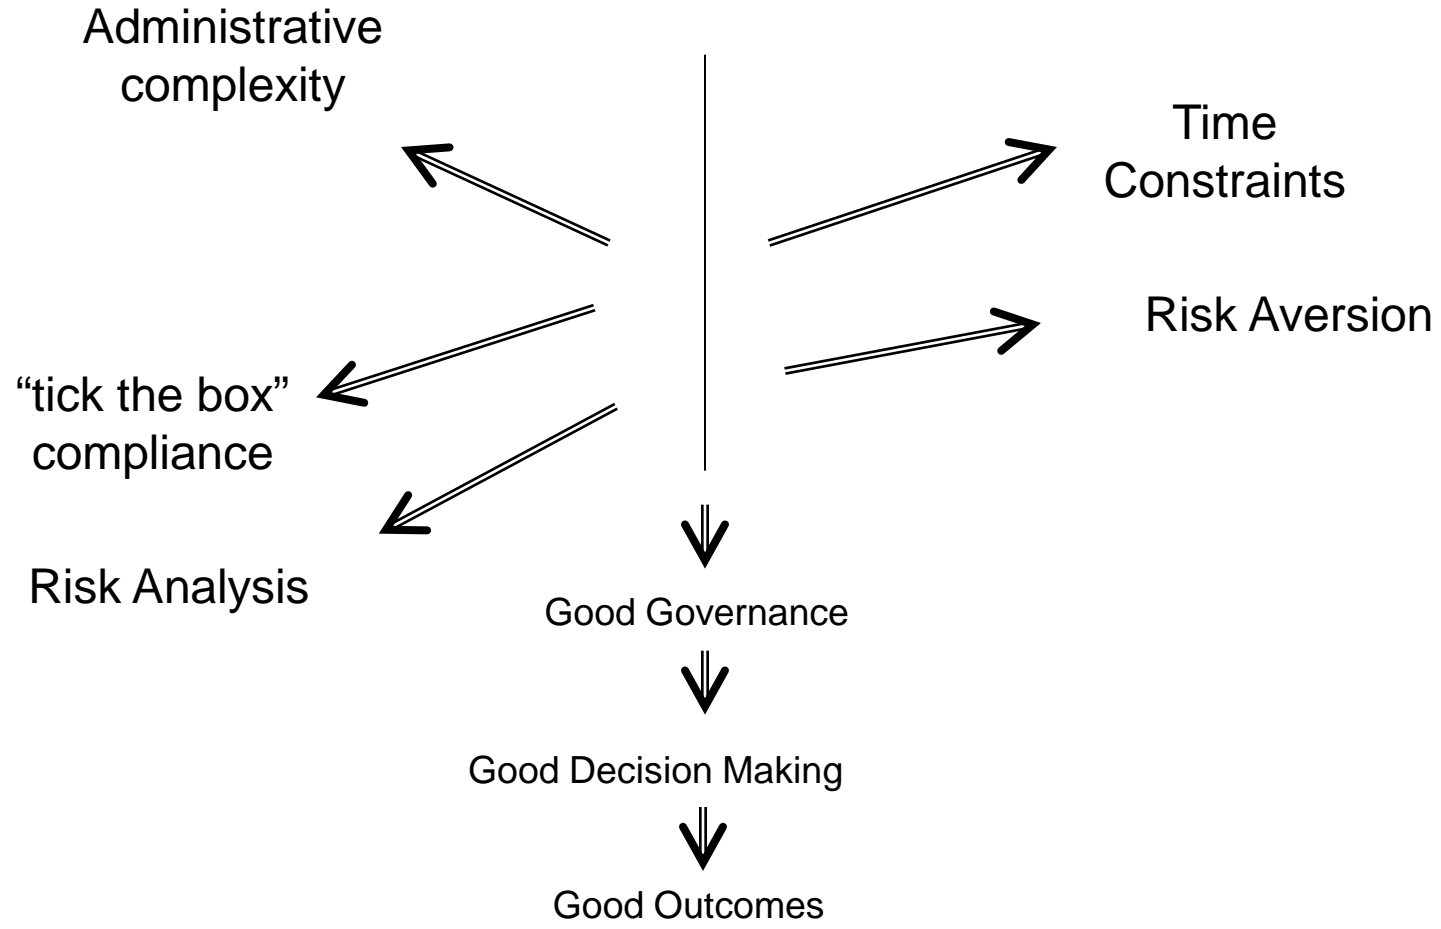 Administrative
complexity
Time
Constraints
Risk Aversion
“tick the box”
compliance
Risk Analysis
Good Governance
Good Decision Making
Good Outcomes